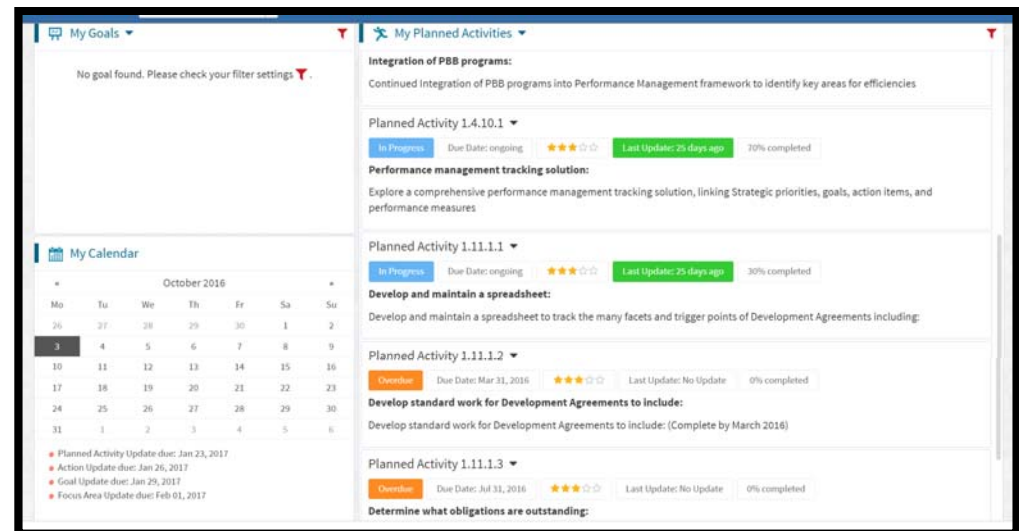 My Goals
No goal found. Please check your filter settings .
My Calendar
« October 2016 »
Mo Tu We Th Fr Sa Su
26 27 28 29 30 1 2
3 4 5 6 7 8 9
10 11 12 13 14 15 16
17 18 19 20 21 22 23
24 25 26 27 28 29 30
31 1 2 3 4 5 6
Planned Activity Update due: Jan 23, 2017
Action Update due: Jan 26, 2017
Goal Update due: Jan 29, 2017
Focus Area Update due: Feb 01, 2017
My Planned Activities
Integration of PBB programs:
Continued Integration of PBB programs into Performance Management framework to identify key areas for efficiencies
Planned Activity 1.4.10.1
In Progress Due Date: ongoing Last Update: 25 days ago 70% completed
Performance management tracking solution:
Explore a comprehensive performance management tracking solution, linking Strategic priorities, goals, action items, and
performance measures
Planned Activity 1.11.1.1
In Progress Due Date: ongoing Last Update: 25 days ago 30% completed
Develop and maintain a spreadsheet:
Develop and maintain a spreadsheet to track the many facets and trigger points of Development Agreements including:
Planned Activity 1.11.1.2
Overdue Due Date: Mar 31, 2016 Last Update: No Update 0% completed
Develop standard work for Development Agreements to include:
Develop standard work for Development Agreements to include: (Complete by March 2016)
Planned Activity 1.11.1.3
Overdue Due Date: Jul 31, 2016 Last Update: No Update 0% completed
Determine what obligations are outstanding: